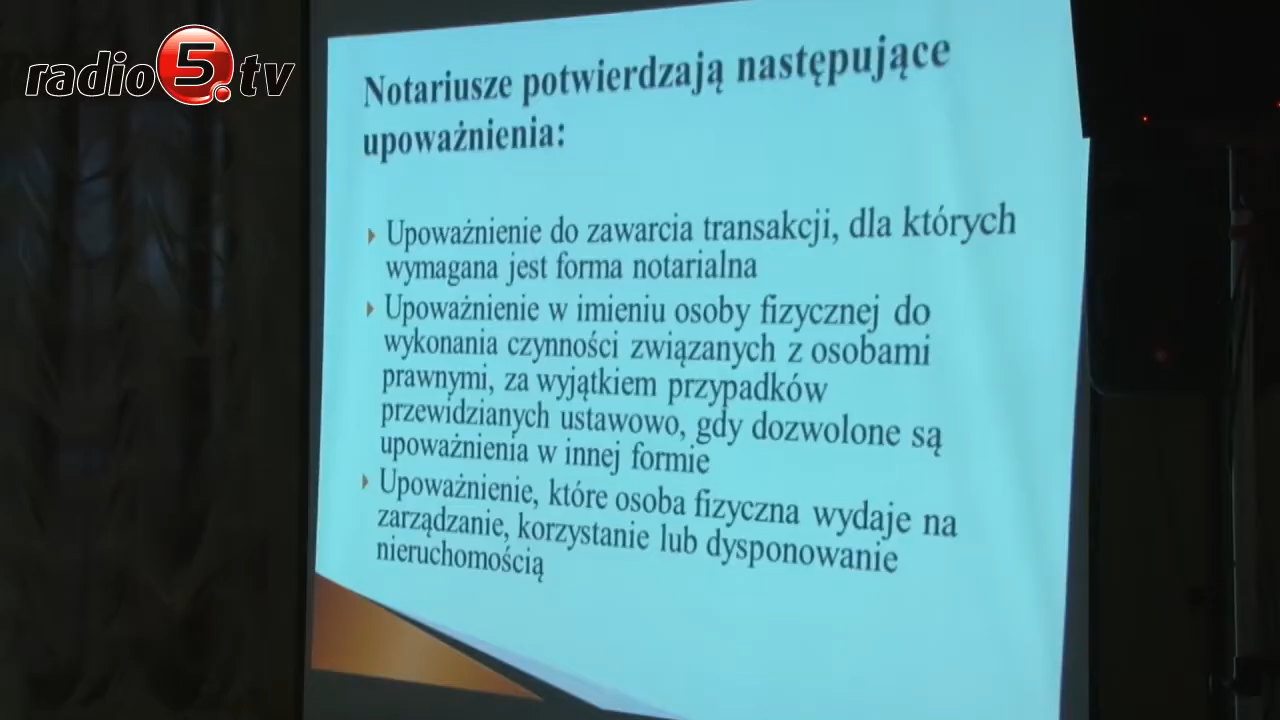 radio 5.tv
Notariusze potwierdzają następujące
upoważnienia:
Upoważnienie do zawarcia transakcji, dla których
wymagana jest forma notarialna
Upoważnienie w imieniu osoby fizycznej do
wykonania czynności związanych z osobami
prawnymi, za wyjątkiem przypadków
przewidzianych ustawowo, gdy dozwolone są
upoważnienia w innej formie
Upoważnienie, które osoba fizyczna wydaje na
zarządzanie, korzystanie lub dysponowanie
nieruchomością